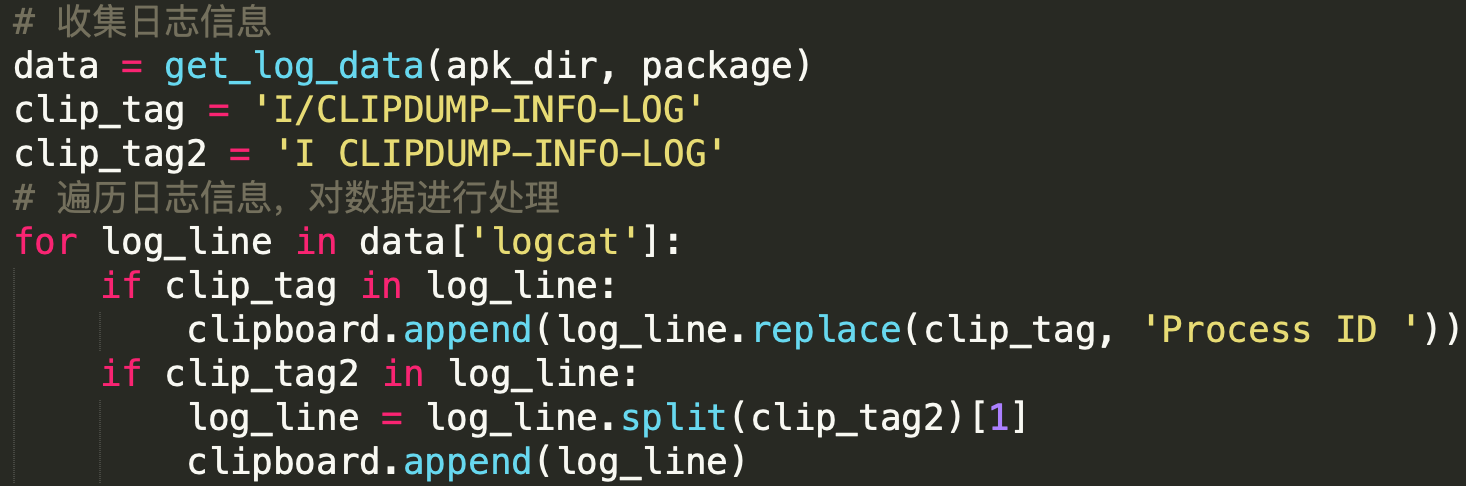 # 收集日志信息
data = get_log_data(apk_dir, package)
clip_tag = 'I/CLIPDUMP-INFO-LOG'
clip_tag2 = 'I CLIPDUMP-INFO-LOG'
# 遍历日志信息，对数据进行处理
for log_line in data['logcat']:
    if clip_tag in log_line:
        clipboard.append(log_line.replace(clip_tag, 'Process ID '))
    if clip_tag2 in log_line:
        log_line = log_line.split(clip_tag2)[1]
        clipboard.append(log_line)